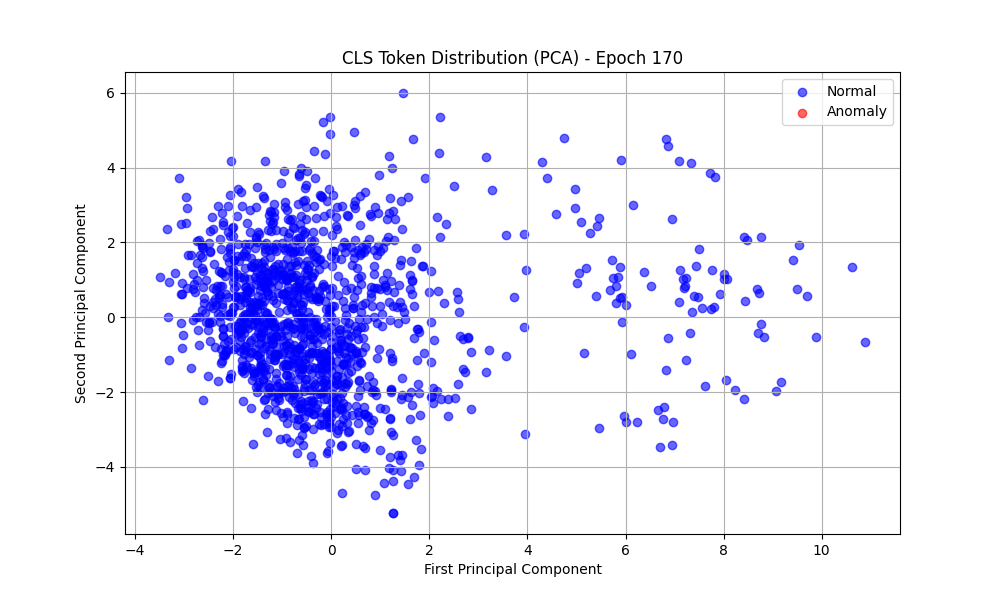 CLS Token Distribution (PCA) - Epoch 170
Normal
Anomaly
Second Principal Component
6
4
2
0
−2
−4
−4
−2
0
2
4
6
8
10
First Principal Component